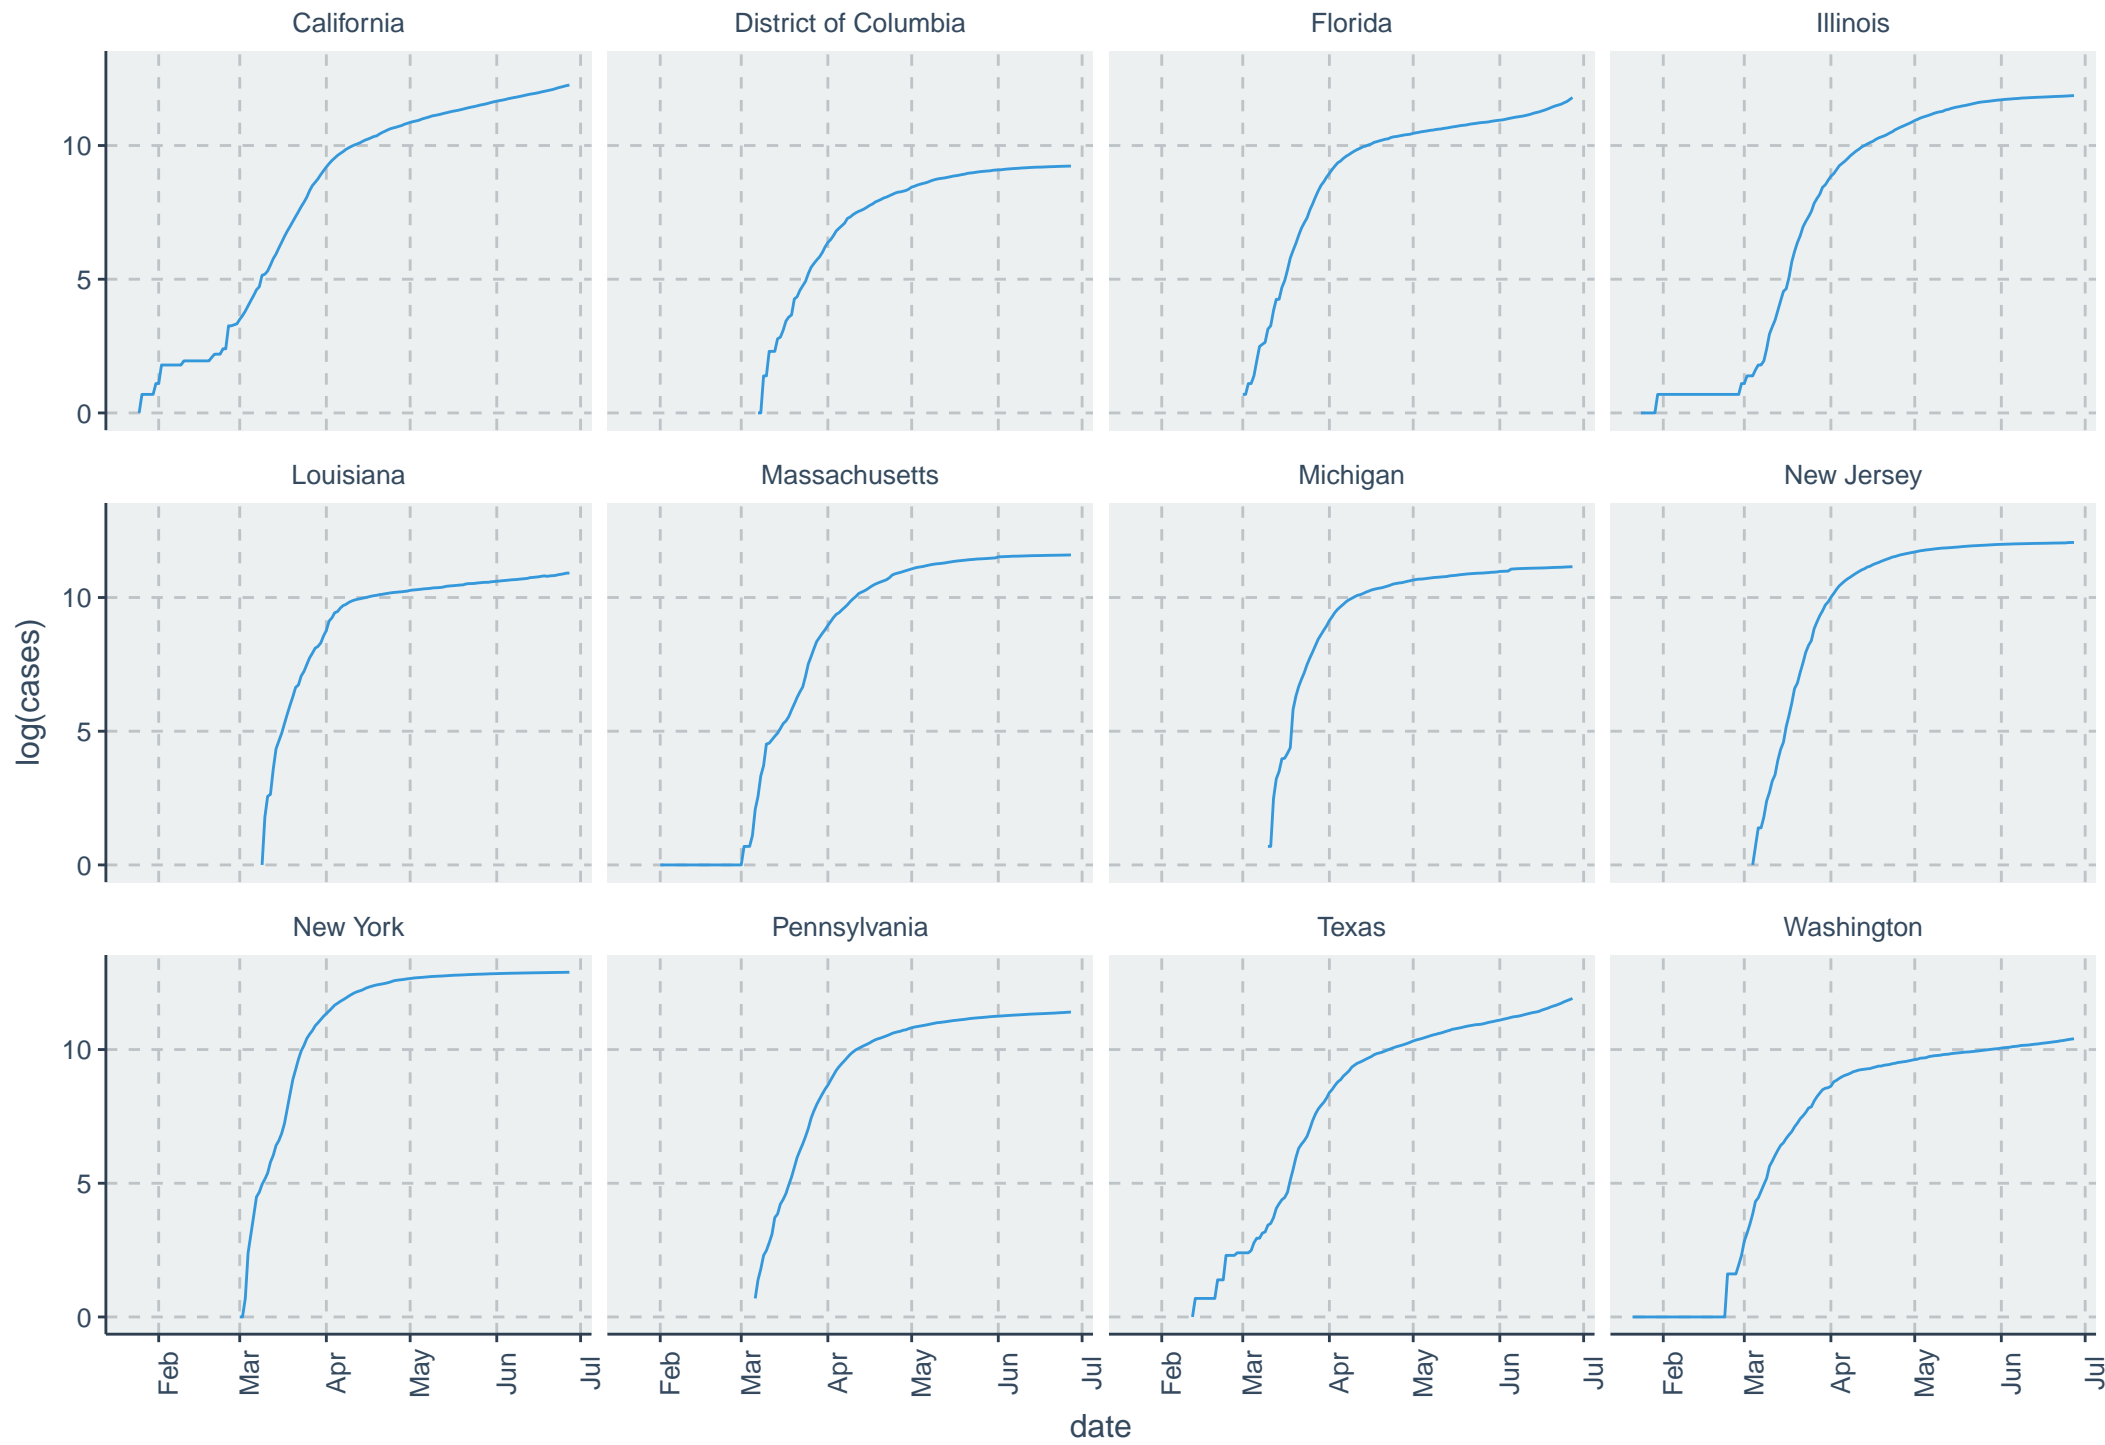 California District of Columbia Florida Illinois
10
5
0
Louisiana Massachusetts Michigan New Jersey
10
5
0
log(cases)
New York Pennsylvania Texas Washington
10
5
0
Feb Mar Apr May Jun Jul Feb Mar Apr May Jun Jul Feb Mar Apr May Jun Jul Feb Mar Apr May Jun Jul
date